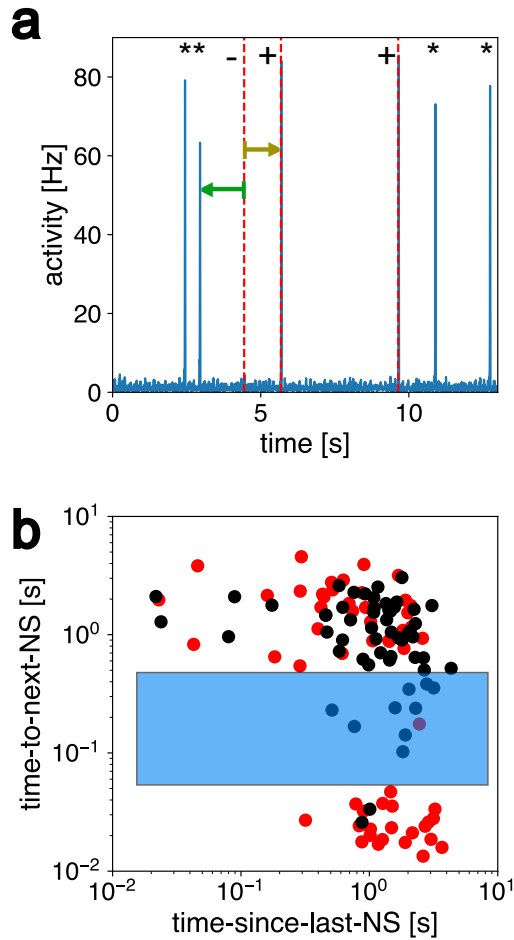 a
** - + + * *
80
60
40
20
0
activity [Hz]
0 5 10
time [s]
b
10¹
10⁰
10⁻¹
10⁻²
time-to-next-NS [s]
10⁻² 10⁻¹ 10⁰ 10¹
time-since-last-NS [s]